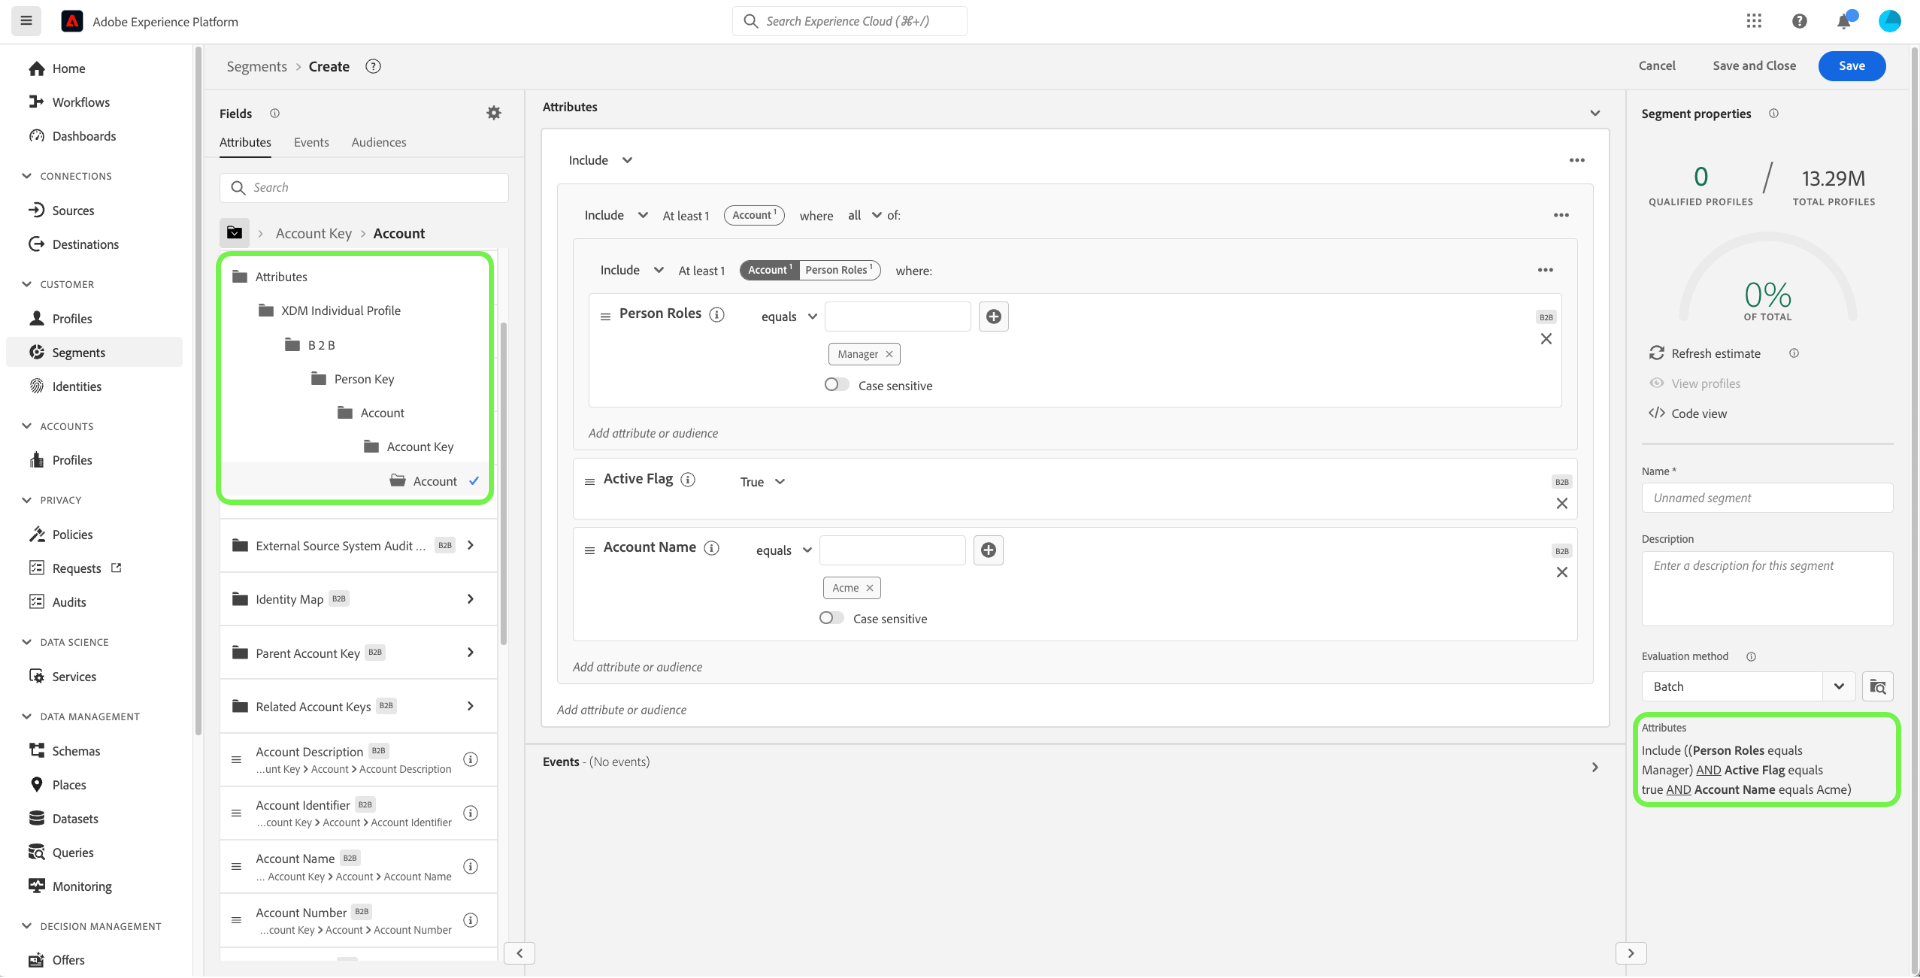 Adobe Experience Platform
Search Experience Cloud (⌘+/)
Home
Workflows
Dashboards
CONNECTIONS
Sources
Destinations
CUSTOMER
Profiles
Segments
Identities
ACCOUNTS
Profiles
PRIVACY
Policies
Requests
Audits
DATA SCIENCE
Services
DATA MANAGEMENT
Schemas
Places
Datasets
Queries
Monitoring
DECISION MANAGEMENT
Offers
Segments > Create
Cancel
Save and Close
Save
Fields
Attributes Events Audiences
Search
> Account Key > Account
Attributes
XDM Individual Profile
B 2 B
Person Key
Account
Account Key
Account
External Source System Audit ... B2B
Identity Map B2B
Parent Account Key B2B
Related Account Keys B2B
Account Description B2B
...unt Key > Account > Account Description
Account Identifier B2B
...count Key > Account > Account Identifier
Account Name B2B
... Account Key > Account > Account Name
Account Number B2B
...count Key > Account > Account Number
Attributes
Include
Include At least 1 Account 1 where all of:
Include At least 1 Account 1 Person Roles 1 where:
Person Roles equals
B2B
Manager
Case sensitive
Add attribute or audience
Active Flag True
B2B
Account Name equals
B2B
Acme
Case sensitive
Add attribute or audience
Add attribute or audience
Events - (No events)
Segment properties
0 / 13.29M
QUALIFIED PROFILES TOTAL PROFILES
0%
OF TOTAL
Refresh estimate
View profiles
Code view
Name *
Unnamed segment
Description
Enter a description for this segment
Evaluation method
Batch
Attributes
Include ((Person Roles equals
Manager) AND Active Flag equals
true AND Account Name equals Acme)